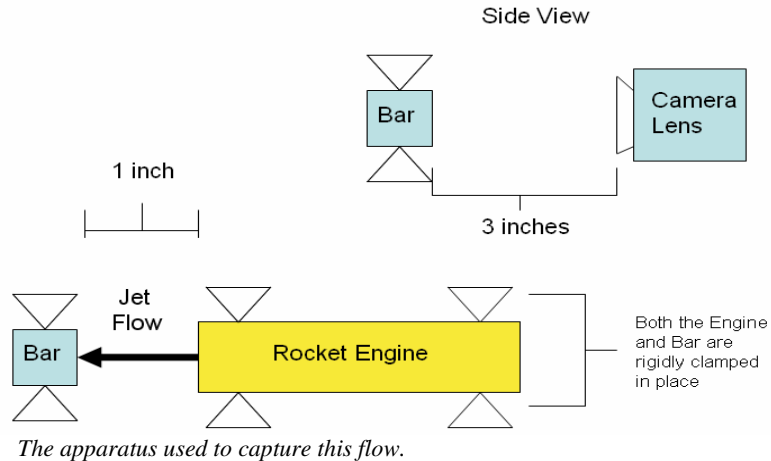 Side View
Bar
Camera
Lens
1 inch
3 inches
Jet
Flow
Bar
Rocket Engine
Both the Engine
and Bar are
rigidly clamped
in place
The apparatus used to capture this flow.